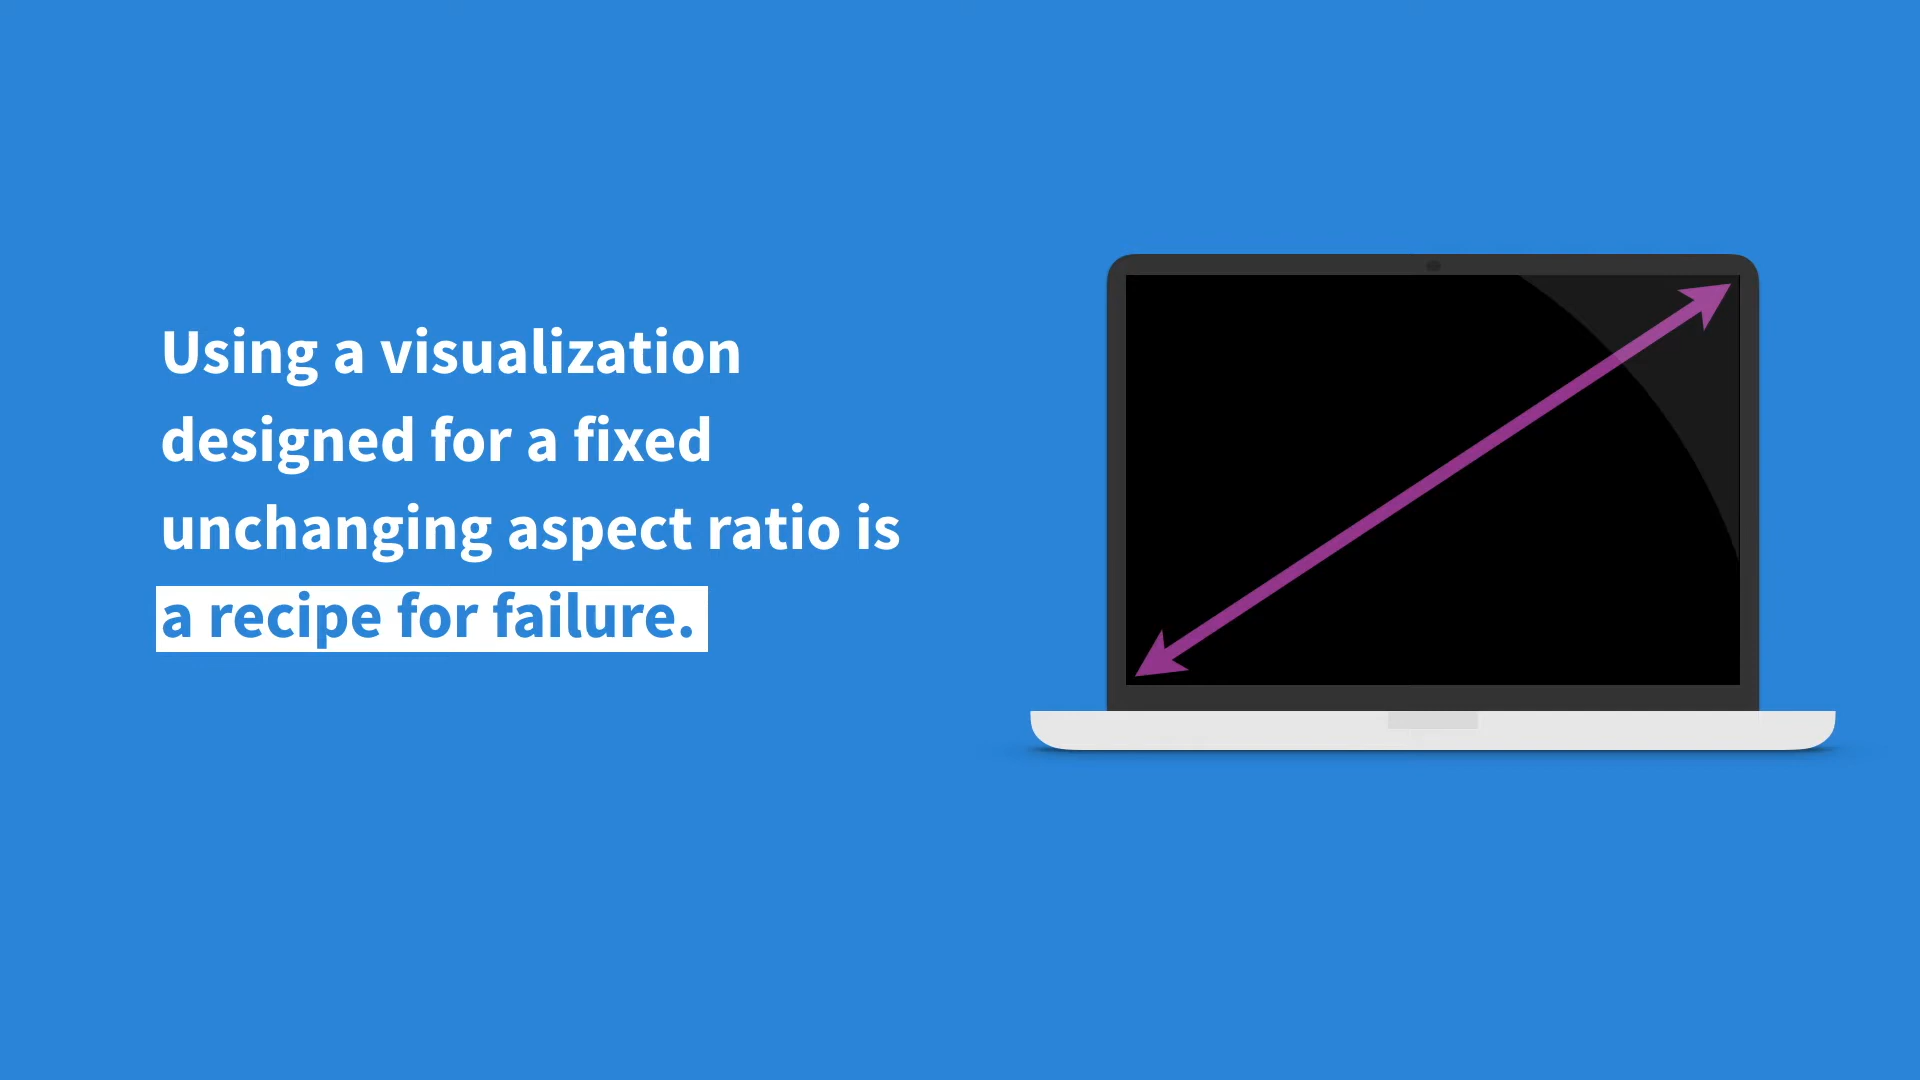 Using a visualization
designed for a fixed
unchanging aspect ratio is
a recipe for failure.